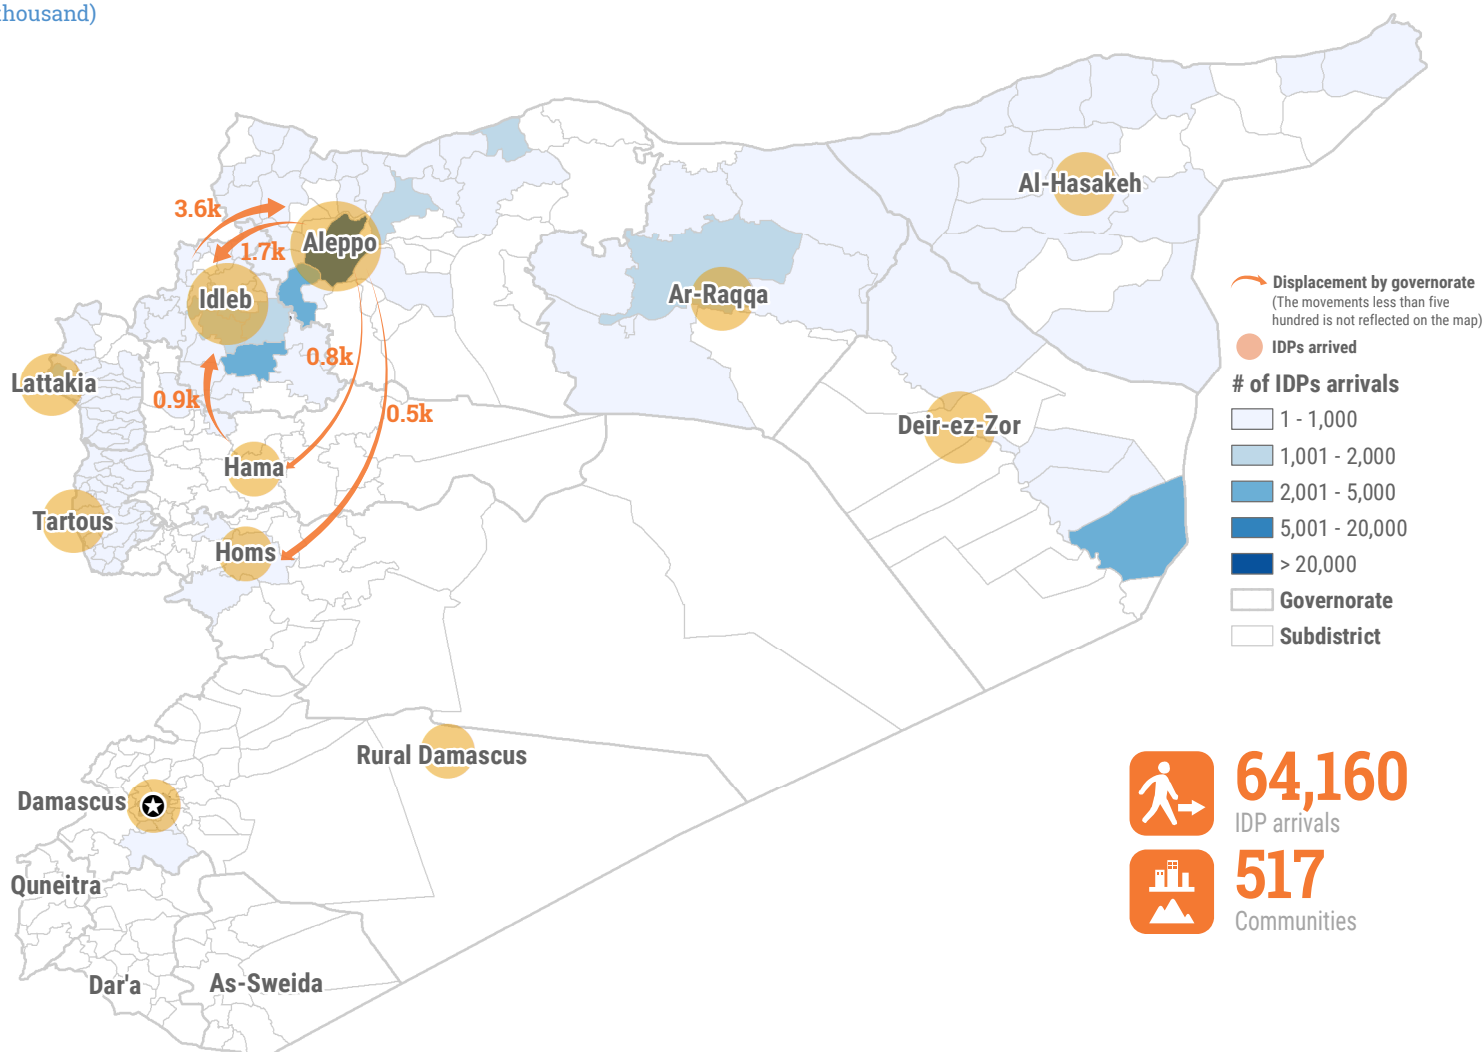 thousand)
Al-Hasakeh
3.6k
Aleppo
1.7k
Idleb
Ar-Raqqa
0.8k
Lattakia
0.9k
0.5k
Deir-ez-Zor
Hama
Tartous
Homs
Rural Damascus
Damascus
Quneitra
Dar'a
As-Sweida
Displacement by governorate
(The movements less than five
hundred is not reflected on the map)
IDPs arrived
# of IDPs arrivals
1 - 1,000
1,001 - 2,000
2,001 - 5,000
5,001 - 20,000
> 20,000
Governorate
Subdistrict
64,160
IDP arrivals
517
Communities